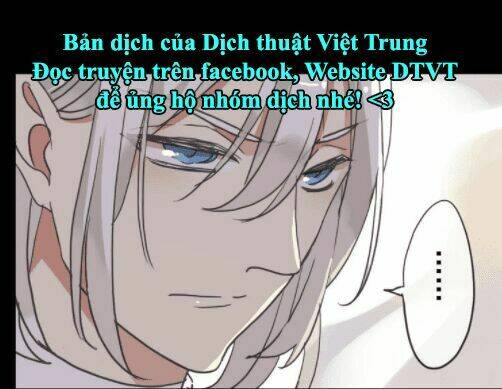 Bản dịch của Dịch thuật Việt Trung
Đọc truyện trên facebook, Website DTVT
để ủng hộ nhóm dịch nhé! <3
.......